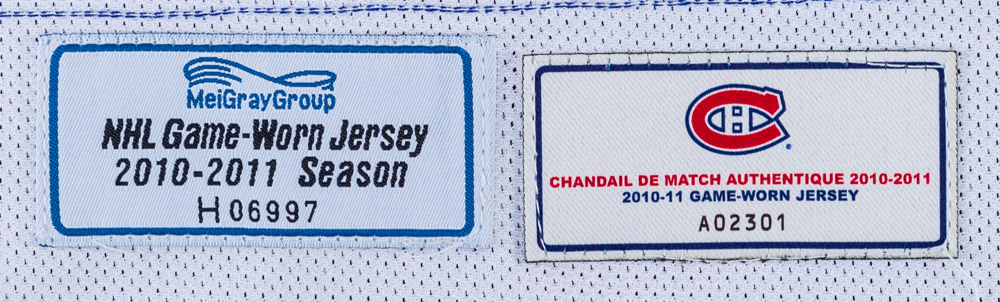 MeiGrayGroup
NHL Game-Worn Jersey
2010-2011 Season
H06997
CHANDAIL DE MATCH AUTHENTIQUE 2010-2011
2010-11 GAME-WORN JERSEY
A02301